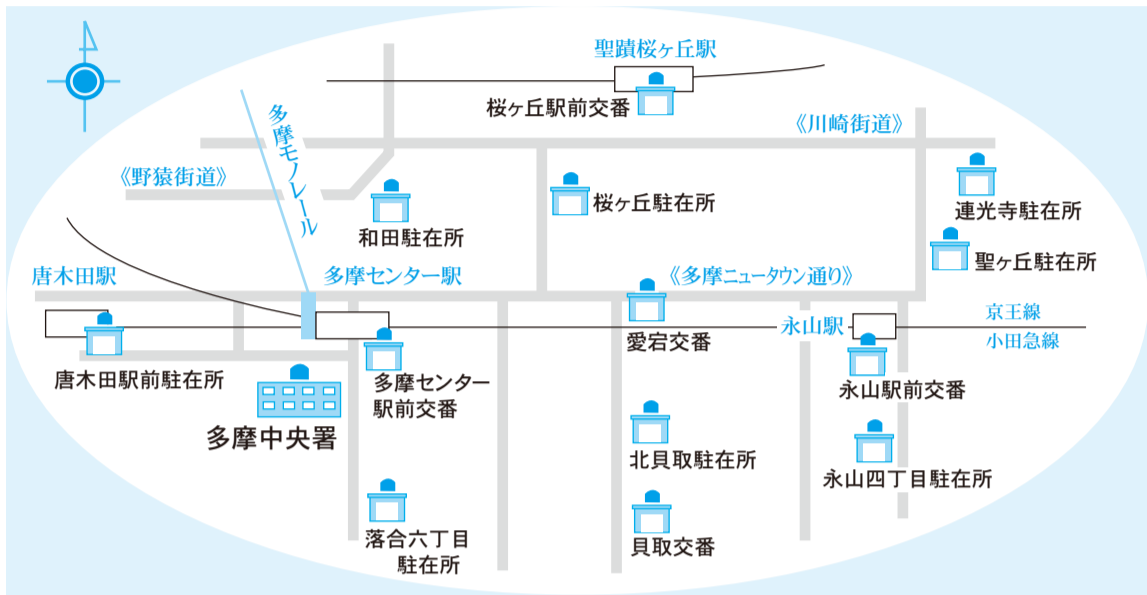 聖蹟桜ヶ丘駅
桜ヶ丘駅前交番
多摩モノレール
《川崎街道》
《野猿街道》
和田駐在所
桜ヶ丘駐在所
連光寺駐在所
聖ヶ丘駐在所
唐木田駅
多摩センター駅
《多摩ニュータウン通り》
京王線
永山駅
小田急線
愛宕交番
唐木田駅前駐在所
多摩センター
駅前交番
永山駅前交番
多摩中央署
北貝取駐在所
永山四丁目駐在所
落合六丁目
駐在所
貝取交番